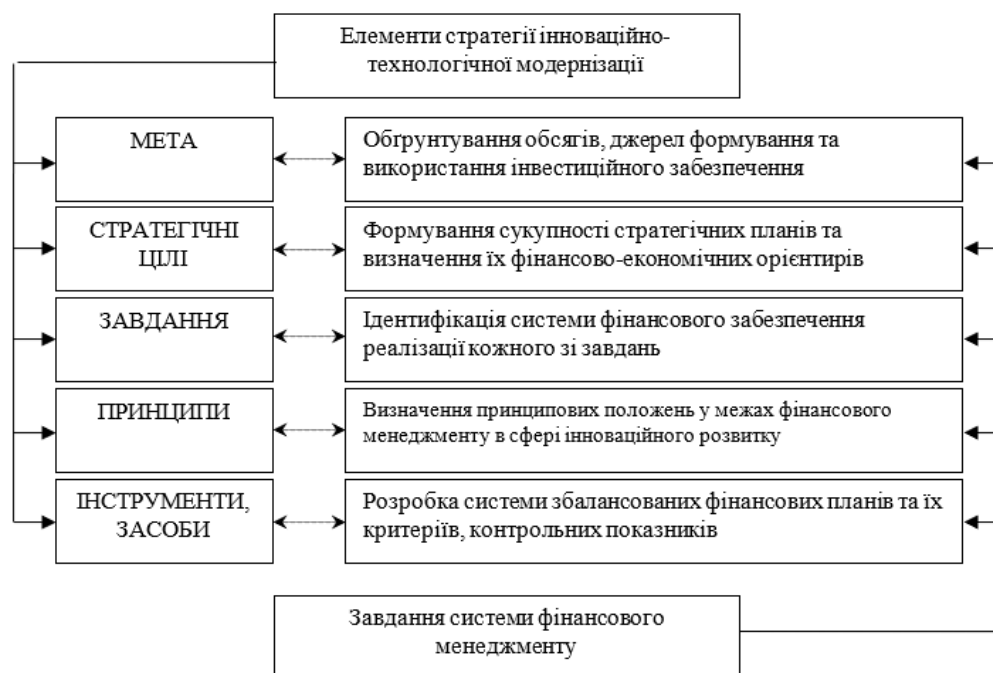 Елементи стратегії інноваційно-
технологічної модернізації
МЕТА
Обґрунтування обсягів, джерел формування та
використання інвестиційного забезпечення
СТРАТЕГІЧНІ
ЦІЛІ
Формування сукупності стратегічних планів та
визначення їх фінансово-економічних орієнтирів
ЗАВДАННЯ
Ідентифікація системи фінансового забезпечення
реалізації кожного зі завдань
ПРИНЦИПИ
Визначення принципових положень у межах фінансового
менеджменту в сфері інноваційного розвитку
ІНСТРУМЕНТИ,
ЗАСОБИ
Розробка системи збалансованих фінансових планів та їх
критеріїв, контрольних показників
Завдання системи фінансового
менеджменту